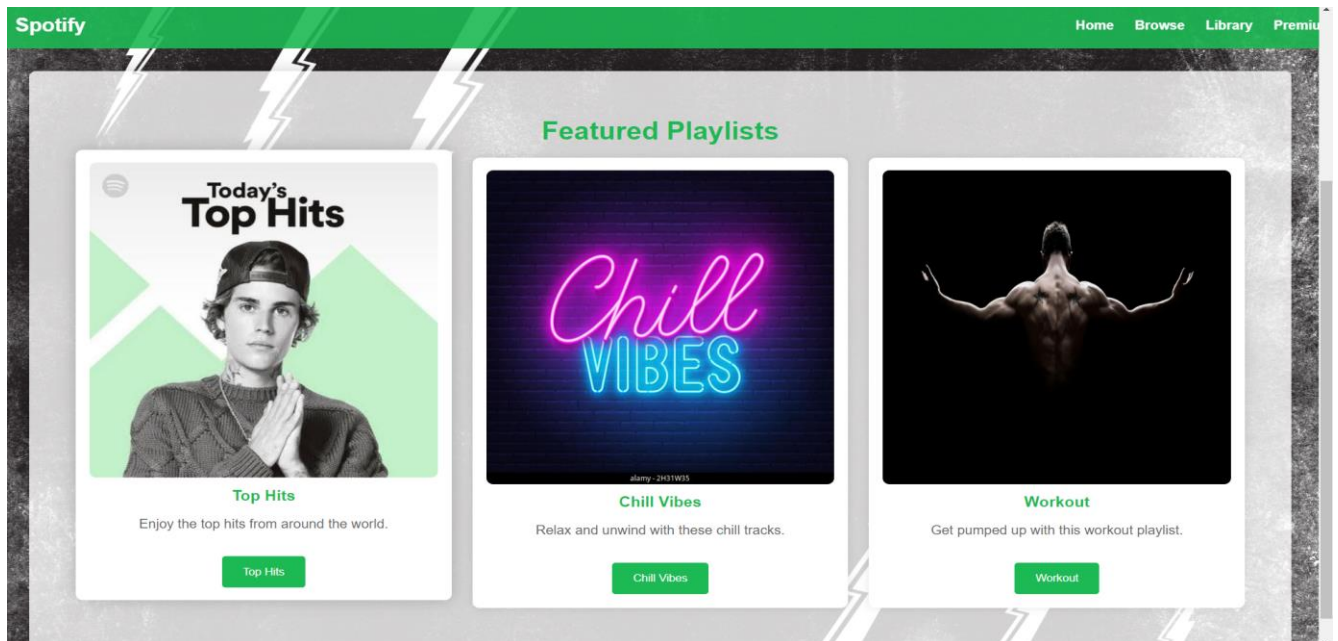 Spotify
Home Browse Library Premiu
Featured Playlists
Today's
Top Hits
Chill
VIBES
alamy - 2H31W35
Top Hits
Enjoy the top hits from around the world.
Top Hits
Chill Vibes
Relax and unwind with these chill tracks.
Chill Vibes
Workout
Get pumped up with this workout playlist.
Workout